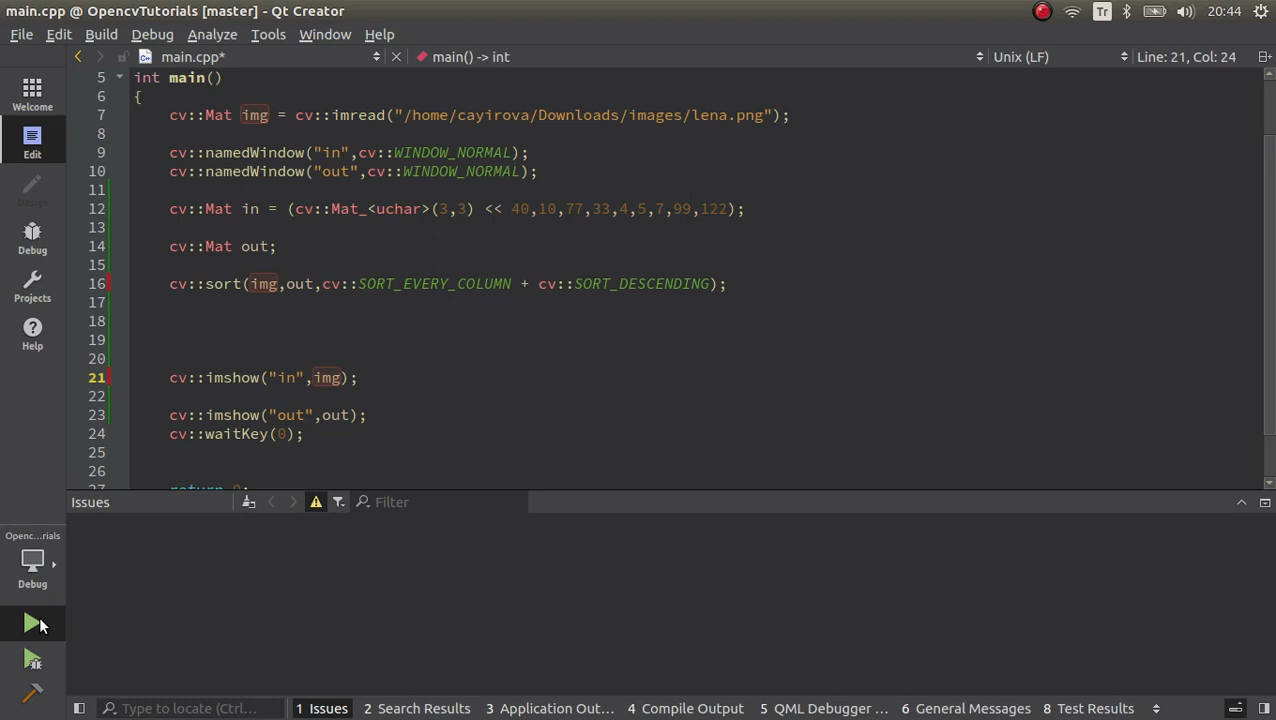 main.cpp @ OpencvTutorials [master] - Qt Creator
Tr
20:44
File Edit Build Debug Analyze Tools Window Help
main.cpp* main() -> int Unix (LF) Line: 21, Col: 24
Welcome
Edit
Design
Debug
Projects
Help
Openc...rials
Debug
5 int main()
6 {
7 cv::Mat img = cv::imread("/home/cayirova/Downloads/images/lena.png");
8
9 cv::namedWindow("in",cv::WINDOW_NORMAL);
10 cv::namedWindow("out",cv::WINDOW_NORMAL);
11
12 cv::Mat in = (cv::Mat_<uchar>(3,3) << 40,10,77,33,4,5,7,99,122);
13
14 cv::Mat out;
15
16 cv::sort(img,out,cv::SORT_EVERY_COLUMN + cv::SORT_DESCENDING);
17
18
19
20
21 cv::imshow("in",img);
22
23 cv::imshow("out",out);
24 cv::waitKey(0);
25
26
27 return 0;
Issues Filter
Type to locate (Ctrl... 1 Issues 2 Search Results 3 Application Out... 4 Compile Output 5 QML Debugger ... 6 General Messages 8 Test Results